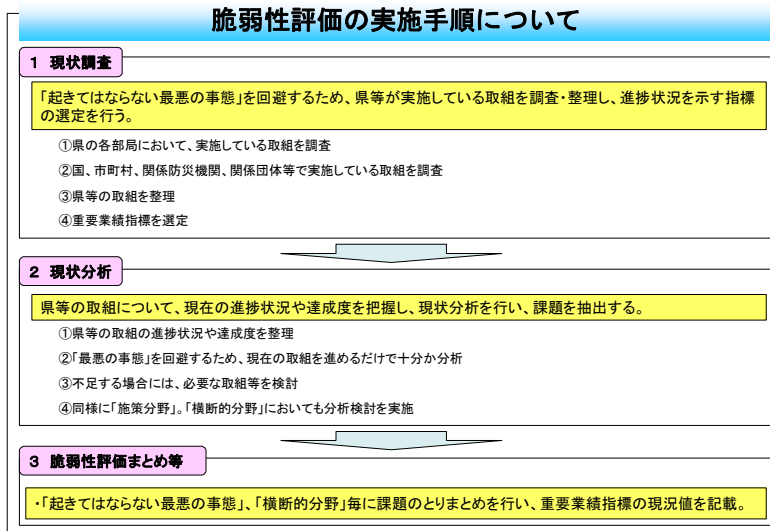 脆弱性評価の実施手順について
１ 現状調査
「起きてはならない最悪の事態」を回避するため、県等が実施している取組を調査・整理し、進捗状況を示す指標
の選定を行う。
①県の各部局において、実施している取組を調査
②国、市町村、関係防災機関、関係団体等で実施している取組を調査
③県等の取組を整理
④重要業績指標を選定
２ 現状分析
県等の取組について、現在の進捗状況や達成度を把握し、現状分析を行い、課題を抽出する。
①県等の取組の進捗状況や達成度を整理
②「最悪の事態」を回避するため、現在の取組を進めるだけで十分か分析
③不足する場合には、必要な取組等を検討
④同様に「施策分野」。「横断的分野」においても分析検討を実施
３ 脆弱性評価まとめ等
・「起きてはならない最悪の事態」、「横断的分野」毎に課題のとりまとめを行い、重要業績指標の現況値を記載。